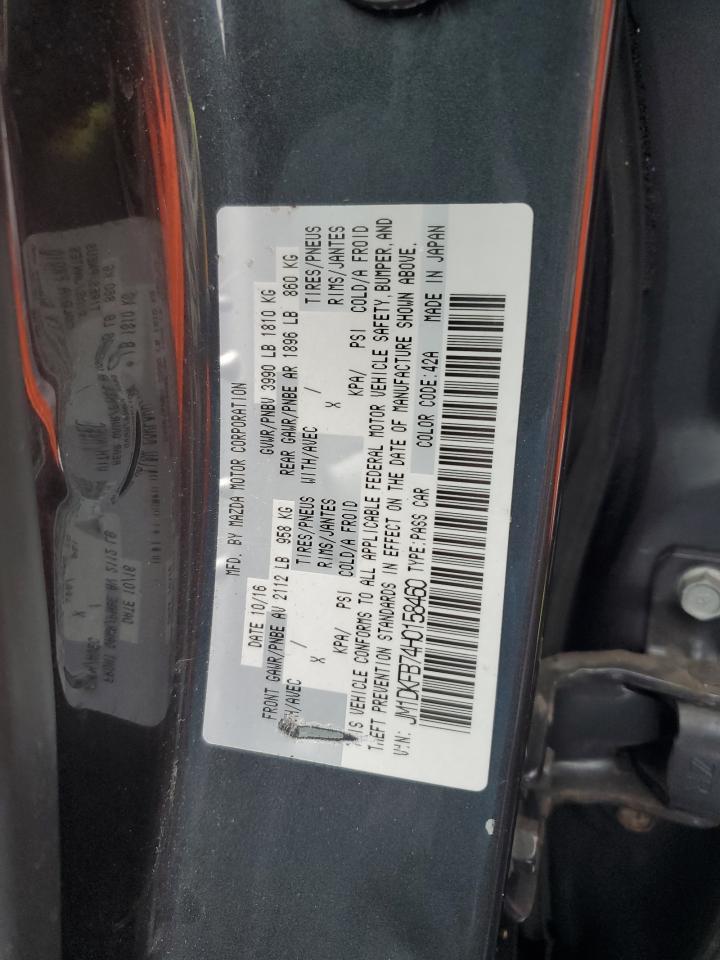 MFD. BY MAZDA MOTOR CORPORATION
DATE 10/16 GVWR/PNBV 3990 LB 1810 KG
FRONT GAWR/PNBE AV 2112 LB 958 KG REAR GAWR/PNBE AR 1896 LB 860 KG
TIRES/PNEUS WITH/AVEC / TIRES/PNEUS
X RIMS/JANTES X RIMS/JANTES
KPA/ PSI COLD/A FROID KPA/ PSI COLD/A FROID
VEHICLE CONFORMS TO ALL APPLICABLE FEDERAL MOTOR VEHICLE SAFETY, BUMPER, AND
THEFT PREVENTION STANDARDS IN EFFECT ON THE DATE OF MANUFACTURE SHOWN ABOVE.
JM1DKFB74H0158460 TYPE:PASS CAR COLOR CODE:42A MADE IN JAPAN